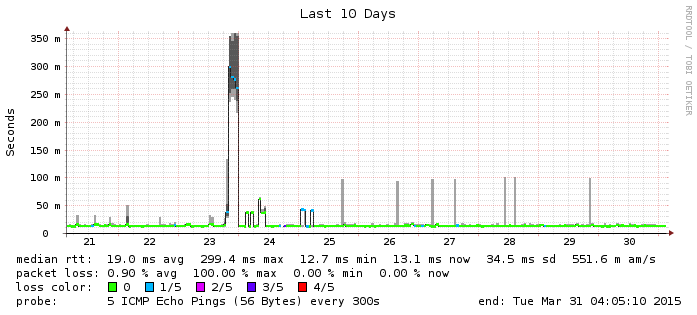 Last 10 Days
RRDTOOL / TOBI OETIKER
Seconds
350 m
300 m
250 m
200 m
150 m
100 m
50 m
0
21 22 23 24 25 26 27 28 29 30
median rtt: 19.0 ms avg 299.4 ms max 12.7 ms min 13.1 ms now 34.5 ms sd 551.6 m am/s
packet loss: 0.90 % avg 100.00 % max 0.00 % min 0.00 % now
loss color: 0 1/5 2/5 3/5 4/5
probe: 5 ICMP Echo Pings (56 Bytes) every 300s end: Tue Mar 31 04:05:10 2015